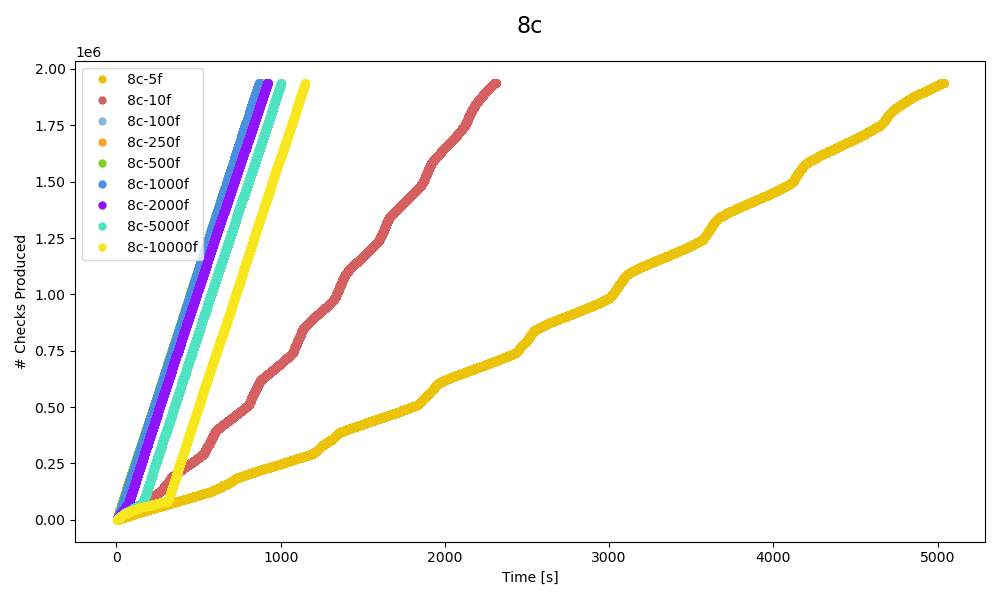 8c
1e6
2.00
1.75
1.50
1.25
1.00
0.75
0.50
0.25
0.00
# Checks Produced
8c-5f
8c-10f
8c-100f
8c-250f
8c-500f
8c-1000f
8c-2000f
8c-5000f
8c-10000f
0
1000
2000
3000
4000
5000
Time [s]